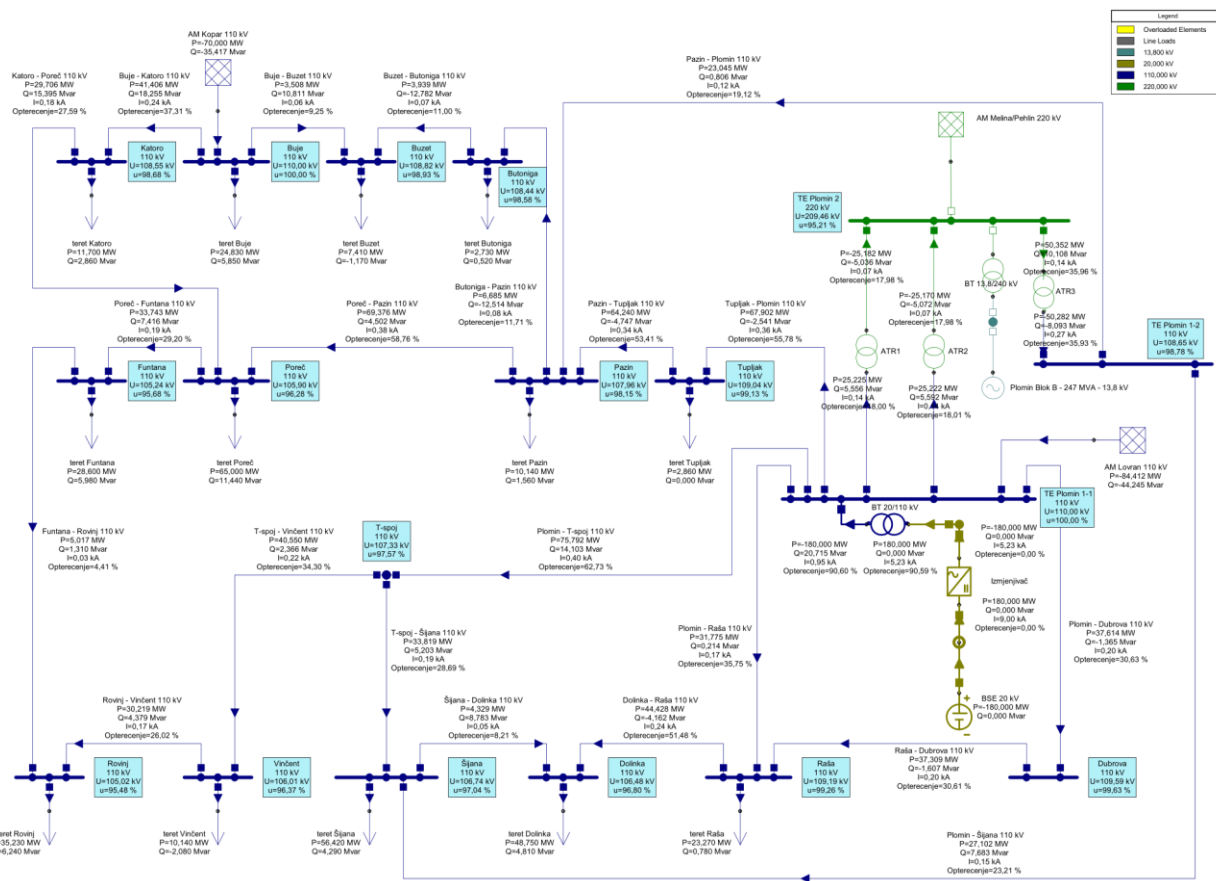 Legend
Overloaded Elements
Line Loads
13,800 kV
20,000 kV
110,000 kV
220,000 kV
AM Kopar 110 kV
P=-70,000 MW
Q=-35,417 Mvar
Katoro - Poreč 110 kV
P=29,706 MW
Q=15,395 Mvar
I=0,18 kA
Opterecenje=27,59 %
Buje - Katoro 110 kV
P=41,406 MW
Q=18,255 Mvar
I=0,24 kA
Opterecenje=37,31 %
Buje - Buzet 110 kV
P=3,508 MW
Q=10,811 Mvar
I=0,06 kA
Opterecenje=9,25 %
Buzet - Butoniga 110 kV
P=3,939 MW
Q=-12,782 Mvar
I=0,07 kA
Opterecenje=11,00 %
Pazin - Plomin 110 kV
P=23,045 MW
Q=0,806 Mvar
I=0,12 kA
Opterecenje=19,12 %
AM Melina/Pehlin 220 kV
Katoro
110 kV
U=108,55 kV
u=98,68 %
Buje
110 kV
U=110,00 kV
u=100,00 %
Buzet
110 kV
U=108,82 kV
u=98,93 %
Butoniga
110 kV
U=108,44 kV
u=98,58 %
TE Plomin 2
220 kV
U=209,46 kV
u=95,21 %
teret Katoro
P=11,700 MW
Q=2,860 Mvar
teret Buje
P=24,830 MW
Q=5,850 Mvar
teret Buzet
P=7,410 MW
Q=-1,170 Mvar
teret Butoniga
P=2,730 MW
Q=0,520 Mvar
P=-25,182 MW
Q=-5,036 Mvar
I=0,07 kA
Opterecenje=17,98 %
P=-25,170 MW
Q=-5,072 Mvar
I=0,07 kA
Opterecenje=17,98 %
BT 13,8/240 kV
P=50,352 MW
Q=10,108 Mvar
I=0,14 kA
Opterecenje=35,96 %
ATR3
P=-50,282 MW
Q=-8,093 Mvar
I=0,27 kA
Opterecenje=35,93 %
TE Plomin 1-2
110 kV
U=108,65 kV
u=98,78 %
Poreč - Funtana 110 kV
P=33,743 MW
Q=7,416 Mvar
I=0,19 kA
Opterecenje=29,20 %
Poreč - Pazin 110 kV
P=69,376 MW
Q=4,502 Mvar
I=0,38 kA
Opterecenje=58,76 %
Butoniga - Pazin 110 kV
P=6,685 MW
Q=-12,514 Mvar
I=0,08 kA
Opterecenje=11,71 %
Pazin - Tupljak 110 kV
P=64,240 MW
Q=-4,747 Mvar
I=0,34 kA
Opterecenje=53,41 %
Tupljak - Plomin 110 kV
P=67,902 MW
Q=-2,541 Mvar
I=0,36 kA
Opterecenje=55,78 %
ATR1
ATR2
Funtana
110 kV
U=105,24 kV
u=95,68 %
Poreč
110 kV
U=105,90 kV
u=96,28 %
Pazin
110 kV
U=107,96 kV
u=98,15 %
Tupljak
110 kV
U=109,04 kV
u=99,13 %
P=25,225 MW
Q=5,556 Mvar
I=0,14 kA
P=25,222 MW
Q=5,592 Mvar
Opterecenje=18,01 %
Plomin Blok B - 247 MVA - 13,8 kV
teret Funtana
P=28,600 MW
Q=5,980 Mvar
teret Poreč
P=65,000 MW
Q=11,440 Mvar
teret Pazin
P=10,140 MW
Q=1,560 Mvar
teret Tupljak
P=2,860 MW
Q=0,000 Mvar
AM Lovran 110 kV
P=-84,412 MW
Q=-44,245 Mvar
TE Plomin 1-1
110 kV
U=110,00 kV
u=100,00 %
BT 20/110 kV
Funtana - Rovinj 110 kV
P=5,017 MW
Q=1,310 Mvar
I=0,03 kA
Opterecenje=4,41 %
T-spoj - Vinčent 110 kV
P=40,550 MW
Q=2,366 Mvar
I=0,22 kA
Opterecenje=34,30 %
T-spoj
110 kV
U=107,33 kV
u=97,57 %
Plomin - T-spoj 110 kV
P=75,792 MW
Q=14,103 Mvar
I=0,40 kA
Opterecenje=62,73 %
P=-180,000 MW
Q=20,715 Mvar
I=0,95 kA
Opterecenje=90,60 %
P=180,000 MW
Q=0,000 Mvar
I=5,23 kA
Opterecenje=90,59 %
P=-180,000 MW
Q=0,000 Mvar
I=5,23 kA
Opterecenje=0,00 %
Izmjenjivač
P=180,000 MW
Q=0,000 Mvar
I=9,00 kA
Opterecenje=0,00 %
T-spoj - Šijana 110 kV
P=33,819 MW
Q=5,203 Mvar
I=0,19 kA
Opterecenje=28,69 %
Plomin - Raša 110 kV
P=31,775 MW
Q=0,214 Mvar
I=0,17 kA
Opterecenje=35,75 %
Plomin - Dubrova 110 kV
P=37,614 MW
Q=-1,365 Mvar
I=0,20 kA
Opterecenje=30,63 %
Rovinj - Vinčent 110 kV
P=30,219 MW
Q=4,379 Mvar
I=0,17 kA
Opterecenje=26,02 %
Šijana - Dolinka 110 kV
P=4,329 MW
Q=8,783 Mvar
I=0,05 kA
Opterecenje=8,21 %
Dolinka - Raša 110 kV
P=44,428 MW
Q=-4,162 Mvar
I=0,24 kA
Opterecenje=51,48 %
BSE 20 kV
P=-180,000 MW
Q=0,000 Mvar
Raša - Dubrova 110 kV
P=37,309 MW
Q=-1,607 Mvar
I=0,20 kA
Opterecenje=30,61 %
Rovinj
110 kV
U=105,02 kV
u=95,48 %
Vinčent
110 kV
U=106,01 kV
u=96,37 %
Šijana
110 kV
U=106,74 kV
u=97,04 %
Dolinka
110 kV
U=106,48 kV
u=96,80 %
Raša
110 kV
U=109,19 kV
u=99,26 %
Dubrova
110 kV
U=109,59 kV
u=99,63 %
teret Rovinj
=35,230 MW
=6,240 Mvar
teret Vinčent
P=10,140 MW
Q=-2,080 Mvar
teret Šijana
P=56,420 MW
Q=4,290 Mvar
teret Dolinka
P=48,750 MW
Q=4,810 Mvar
teret Raša
P=23,270 MW
Q=0,780 Mvar
Plomin - Šijana 110 kV
P=27,102 MW
Q=7,683 Mvar
I=0,15 kA
Opterecenje=23,21 %